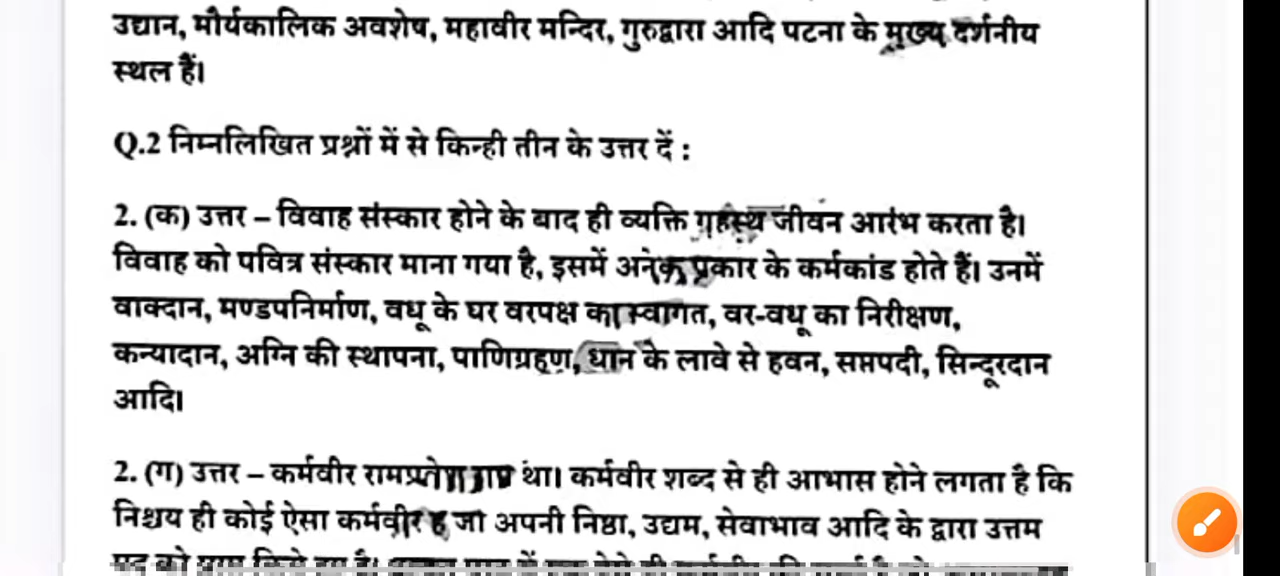 उद्यान, मौर्यकालिक अवशेष, महावीर मन्दिर, गुरुद्वारा आदि पटना के मुख्य दर्शनीय
स्थल हैं।
Q.2 निम्नलिखित प्रश्नों में से किन्ही तीन के उत्तर दें :
2. (क) उत्तर – विवाह संस्कार होने के बाद ही व्यक्ति गृहस्थ जीवन आरंभ करता है।
विवाह को पवित्र संस्कार माना गया है, इसमें अनेक प्रकार के कर्मकांड होते हैं। उनमें
वाक्दान, मण्डपनिर्माण, वधू के घर वरपक्ष का स्वागत, वर-वधू का निरीक्षण,
कन्यादान, अग्नि की स्थापना, पाणिग्रहण, धान के लावे से हवन, सप्तपदी, सिन्दूरदान
आदि।
2. (ग) उत्तर – कर्मवीर था। कर्मवीर शब्द से ही आभास होने लगता है कि
निश्चय ही कोई ऐसा कर्मवीर है जो अपनी निष्ठा, उद्यम, सेवाभाव आदि के द्वारा उत्तम